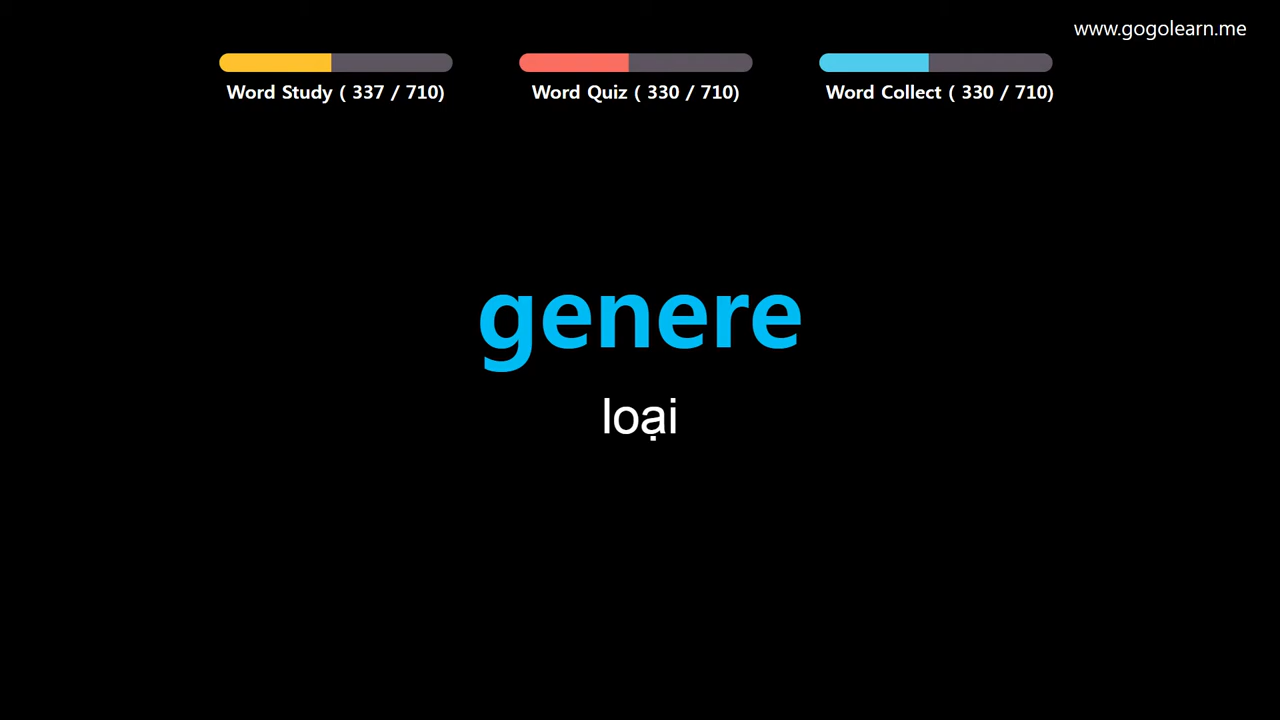 www.gogolearn.me
Word Study ( 337 / 710)
Word Quiz ( 330 / 710)
Word Collect ( 330 / 710)
genere
loại